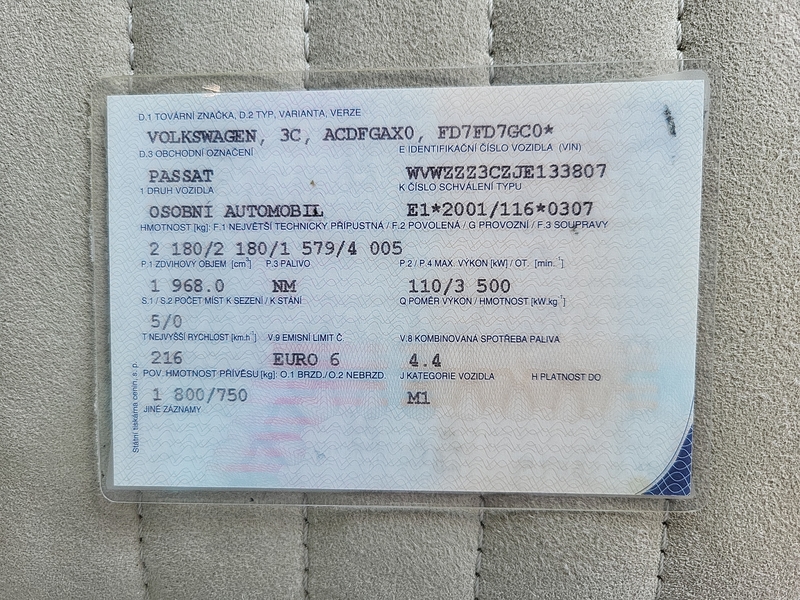 D.1 TOVÁRNÍ ZNAČKA, D.2 TYP, VARIANTA, VERZE
VOLKSWAGEN, 3C, ACDFGAX0, FD7FD7GC0*
D.3 OBCHODNÍ OZNAČENÍ E IDENTIFIKAČNÍ ČÍSLO VOZIDLA (VIN)
PASSAT WVWZZZ3CZJE133807
1 DRUH VOZIDLA K ČÍSLO SCHVÁLENÍ TYPU
OSOBNÍ AUTOMOBIL E1*2001/116*0307
HMOTNOST [kg]: F.1 NEJVĚTŠÍ TECHNICKY PŘÍPUSTNÁ / F.2 POVOLENÁ / G PROVOZNÍ / F.3 SOUPRAVY
2 180/2 180/1 579/4 005
P.1 ZDVIHOVÝ OBJEM [cm³] P.3 PALIVO P.2 / P.4 MAX. VÝKON [kW] / OT. [min.⁻¹]
1 968.0 NM 110/3 500
S.1 / S.2 POČET MÍST K SEZENÍ / K STÁNÍ Q POMĚR VÝKON / HMOTNOST [kW.kg⁻¹]
5/0
T NEJVYŠŠÍ RYCHLOST [km.h⁻¹] V.9 EMISNÍ LIMIT Č. V.8 KOMBINOVANÁ SPOTŘEBA PALIVA
216 EURO 6 4.4
POV. HMOTNOST PŘÍVĚSU [kg]: O.1 BRZD./O.2 NEBRZD. J KATEGORIE VOZIDLA H PLATNOST DO
1 800/750 M1
JINÉ ZÁZNAMY
Státní tiskárna cenin, s. p.